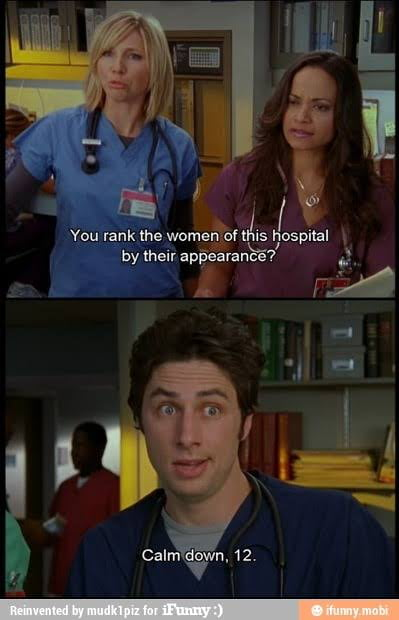 You rank the women of this hospital
by their appearance?
Calm down, 12.
Reinvented by mudk1piz for iFunny :)
ifunny.mobi